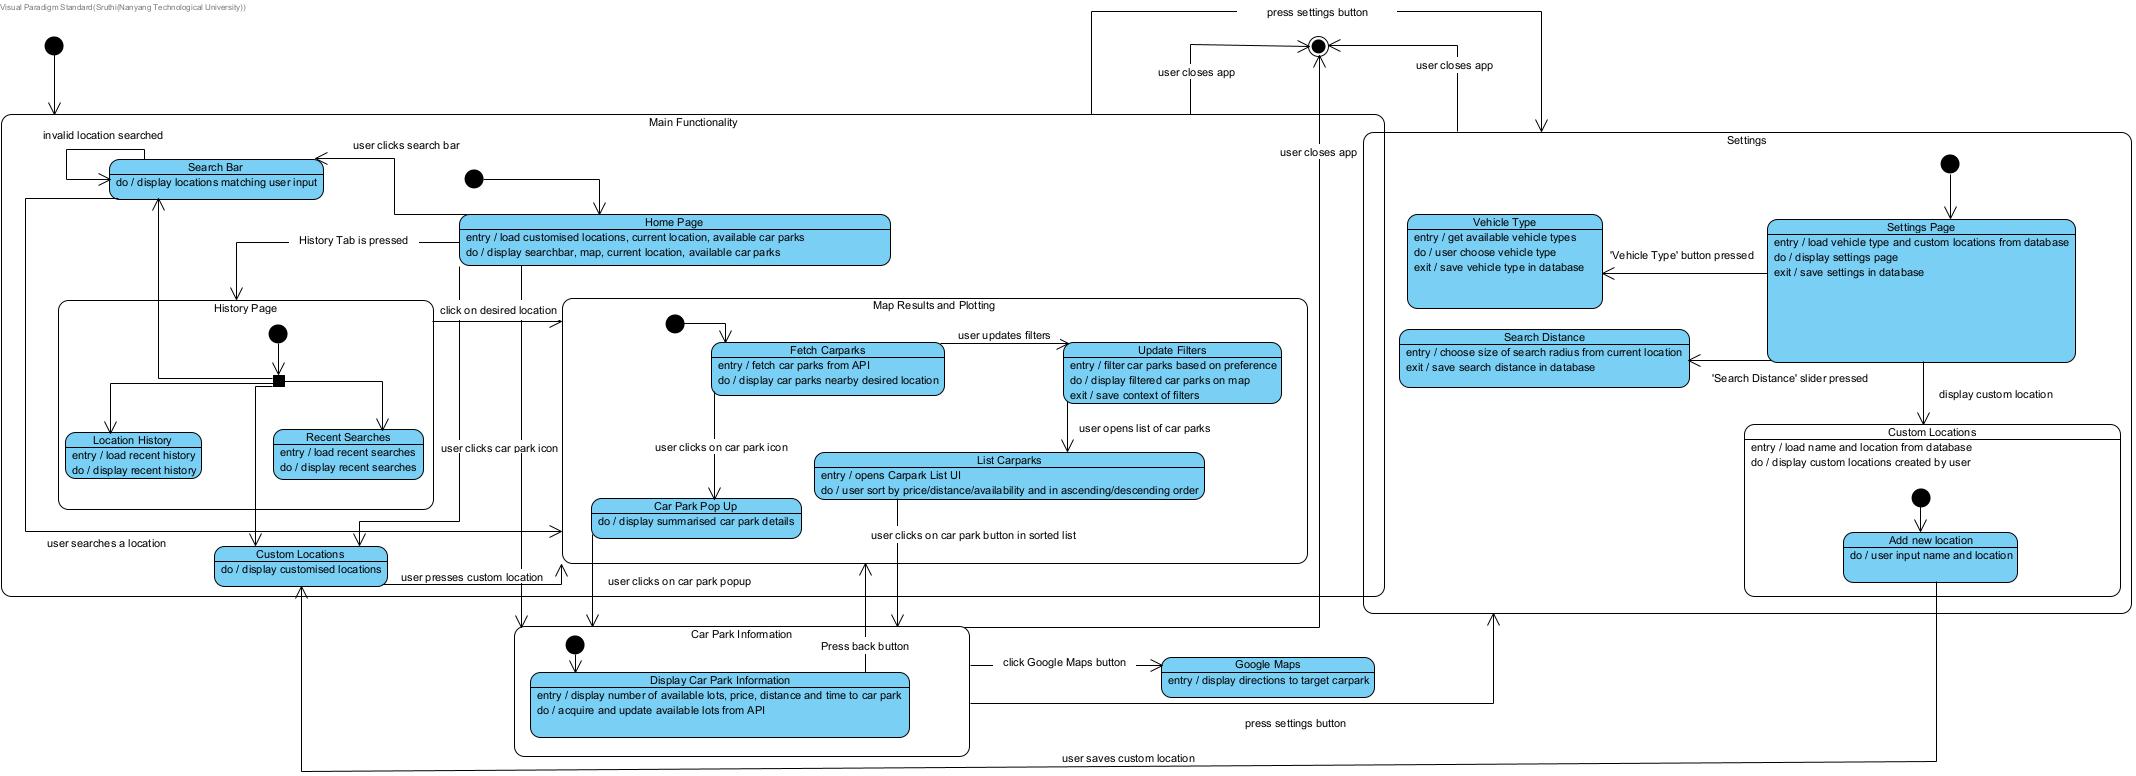 Visual Paradigm Standard(Sruthi(Nanyang Technological University))
press settings button
user closes app
user closes app
Main Functionality
invalid location searched
user clicks search bar
user closes app
Settings
Search Bar
do / display locations matching user input
Home Page
entry / load customised locations, current location, available car parks
do / display searchbar, map, current location, available car parks
History Tab is pressed
Vehicle Type
entry / get available vehicle types
do / user choose vehicle type
exit / save vehicle type in database
'Vehicle Type' button pressed
Settings Page
entry / load vehicle type and custom locations from database
do / display settings page
exit / save settings in database
History Page
click on desired location
Map Results and Plotting
user updates filters
Fetch Carparks
entry / fetch car parks from API
do / display car parks nearby desired location
Update Filters
entry / filter car parks based on preference
do / display filtered car parks on map
exit / save context of filters
Search Distance
entry / choose size of search radius from current location
exit / save search distance in database
'Search Distance' slider pressed
display custom location
Location History
entry / load recent history
do / display recent history
Recent Searches
entry / load recent searches
do / display recent searches
user clicks car park icon
user clicks on car park icon
user opens list of car parks
List Carparks
entry / opens Carpark List UI
do / user sort by price/distance/availability and in ascending/descending order
Custom Locations
entry / load name and location from database
do / display custom locations created by user
Car Park Pop Up
do / display summarised car park details
user clicks on car park button in sorted list
user searches a location
Custom Locations
do / display customised locations
user presses custom location
user clicks on car park popup
Add new location
do / user input name and location
Car Park Information
Press back button
Display Car Park Information
entry / display number of available lots, price, distance and time to car park
do / acquire and update available lots from API
click Google Maps button
Google Maps
entry / display directions to target carpark
press settings button
user saves custom location